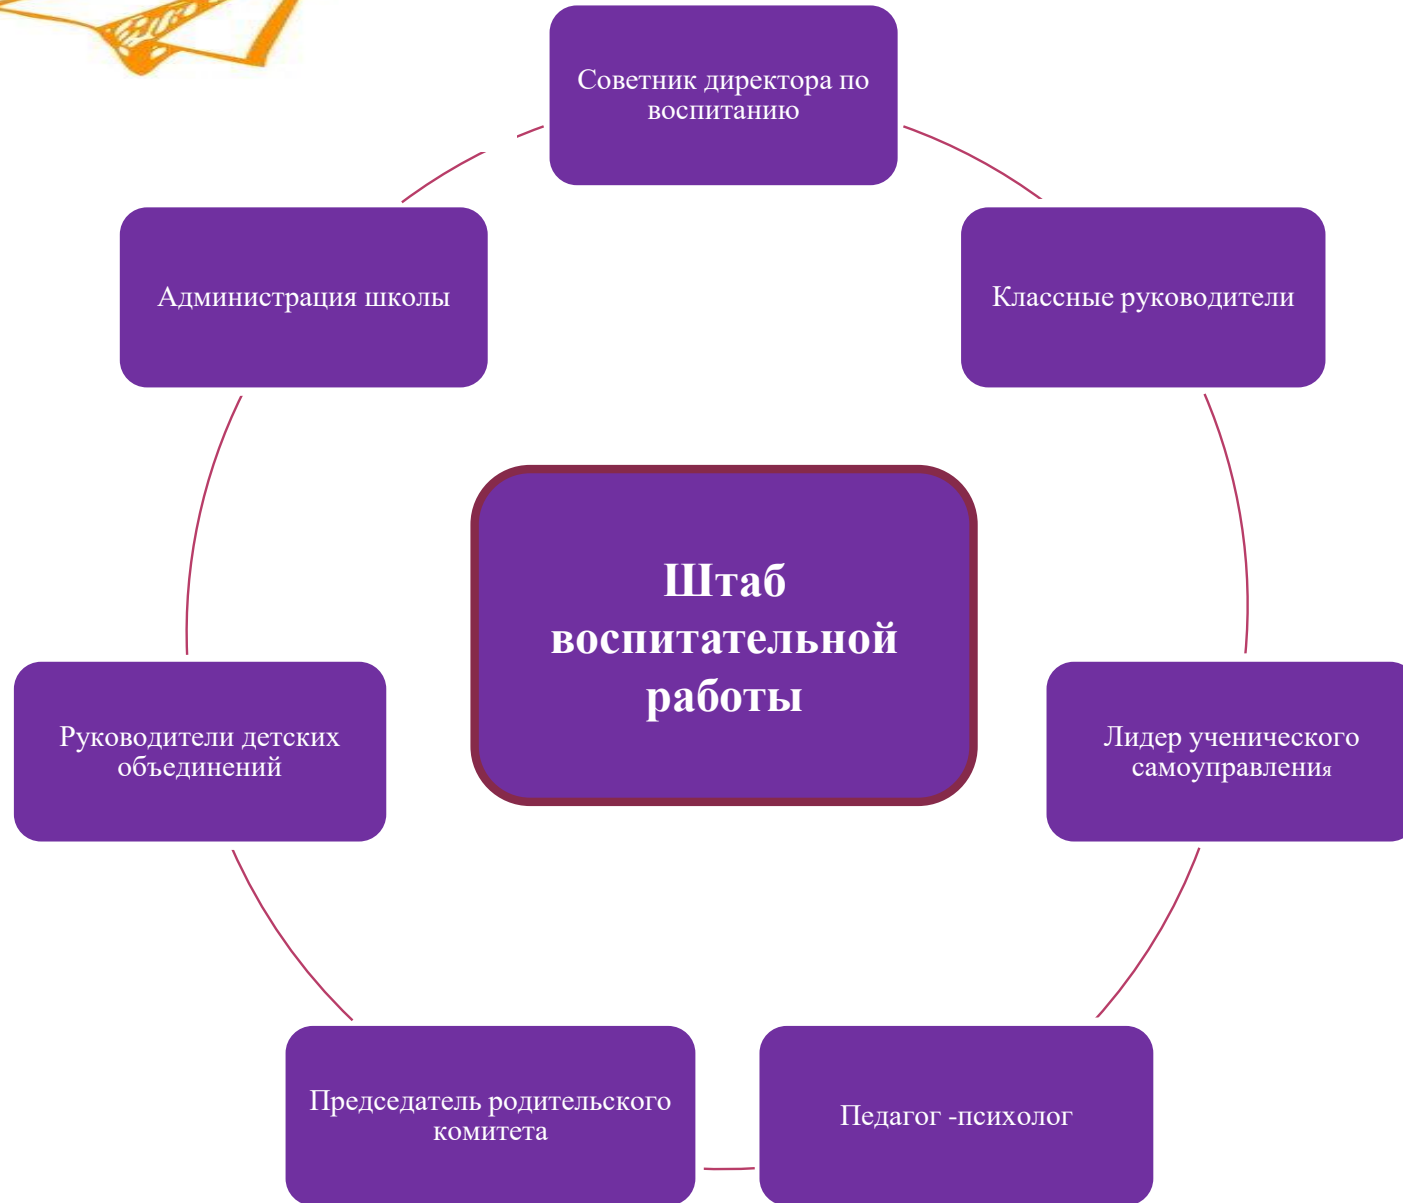 Советник директора по
воспитанию
Администрация школы
Классные руководители
Штаб
воспитательной
работы
Руководители детских
объединений
Лидер ученического
самоуправления
Председатель родительского
комитета
Педагог -психолог